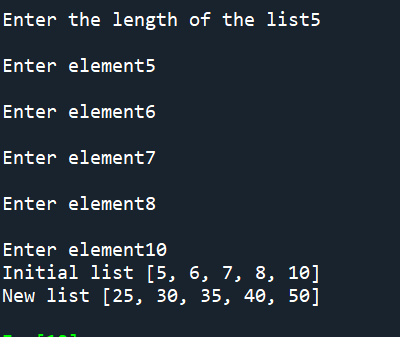 Enter the length of the list5
Enter element5
Enter element6
Enter element7
Enter element8
Enter element10
Initial list [5, 6, 7, 8, 10]
New list [25, 30, 35, 40, 50]